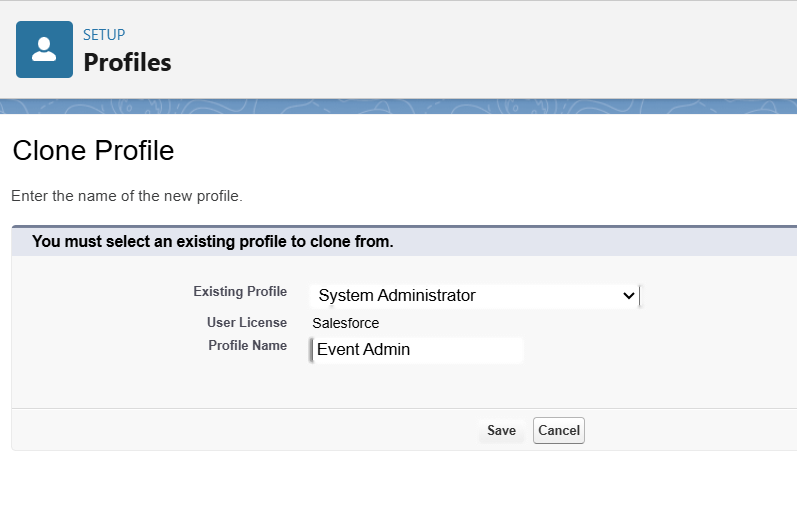 SETUP
Profiles
Clone Profile
Enter the name of the new profile.
You must select an existing profile to clone from.
Existing Profile System Administrator
User License Salesforce
Profile Name Event Admin
Save Cancel